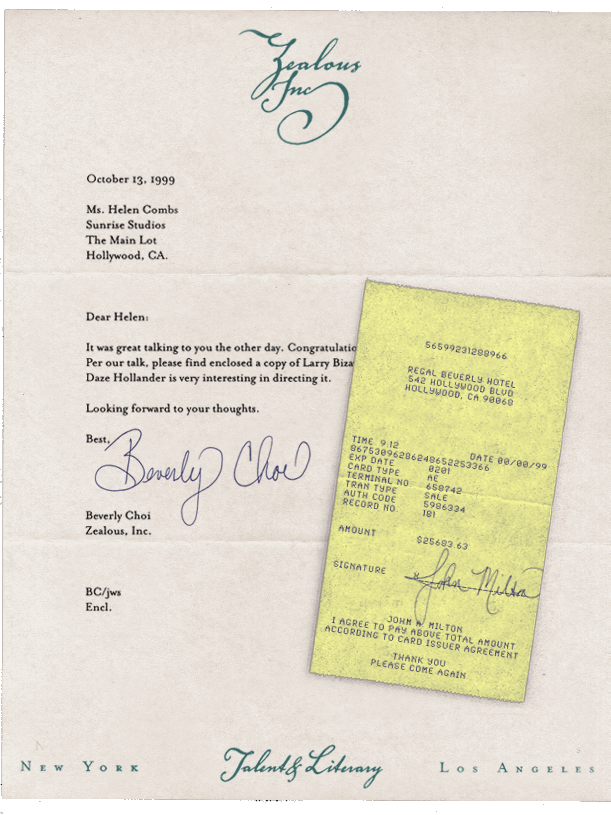 Zealous
Inc
October 13, 1999
Ms. Helen Combs
Sunrise Studios
The Main Lot
Hollywood, CA.
Dear Helen:
It was great talking to you the other day. Congratulatio
Per our talk, please find enclosed a copy of Larry Biza
Daze Hollander is very interesting in directing it.
Looking forward to your thoughts.
Best,
Beverly Choi
Beverly Choi
Zealous, Inc.
BC/jws
Encl.
56599231288966
REGAL BEVERLY HOTEL
542 HOLLYWOOD BLVD
HOLLYWOOD, CA 90068
TIME 9:12 DATE 00/00/99
86753096286248652253366
EXP DATE 0201
CARD TYPE AE
TERMINAL NO 658742
TRAN TYPE SALE
AUTH CODE 5986334
RECORD NO 181
AMOUNT $25683.63
SIGNATURE x John Milton
JOHN A. MILTON
I AGREE TO PAY ABOVE TOTAL AMOUNT
ACCORDING TO CARD ISSUER AGREEMENT
THANK YOU
PLEASE COME AGAIN
NEW YORK Talent & Literary LOS ANGELES